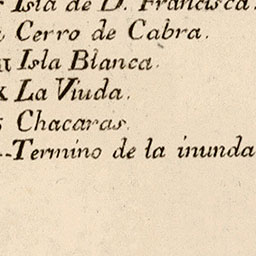 Isla de D. Francisca.
Cerro de Cabra.
Isla Blanca.
La Viuda.
Chacaras.
--Termino de la inunda